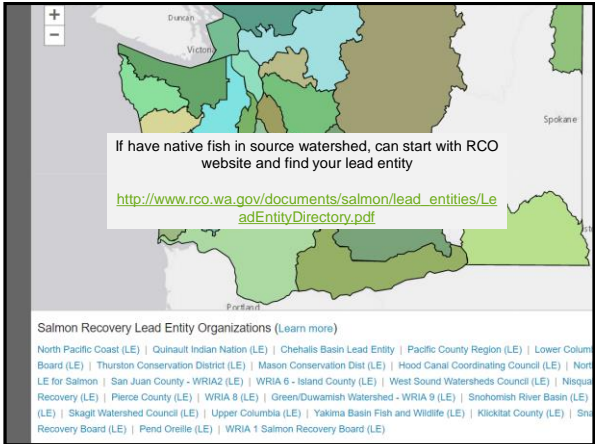 +
Duncan
−
Victori
Spokane
If have native fish in source watershed, can start with RCO
website and find your lead entity
http://www.rco.wa.gov/documents/salmon/lead_entities/Le
adEntityDirectory.pdf
Portland
Salmon Recovery Lead Entity Organizations (Learn more)
North Pacific Coast (LE) | Quinault Indian Nation (LE) | Chehalis Basin Lead Entity | Pacific County Region (LE) | Lower Colum
Board (LE) | Thurston Conservation District (LE) | Mason Conservation Dist (LE) | Hood Canal Coordinating Council (LE) | Nort
LE for Salmon | San Juan County - WRIA2 (LE) | WRIA 6 - Island County (LE) | West Sound Watersheds Council (LE) | Nisqua
Recovery (LE) | Pierce County (LE) | WRIA 8 (LE) | Green/Duwamish Watershed - WRIA 9 (LE) | Snohomish River Basin (LE)
(LE) | Skagit Watershed Council (LE) | Upper Columbia (LE) | Yakima Basin Fish and Wildlife (LE) | Klickitat County (LE) | Sna
Recovery Board (LE) | Pend Oreille (LE) | WRIA 1 Salmon Recovery Board (LE)